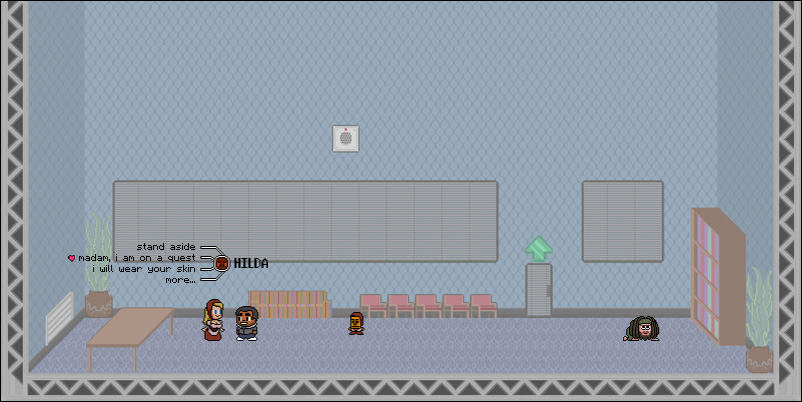 stand aside
madam, i am on a quest
HILDA
i will wear your skin
more...